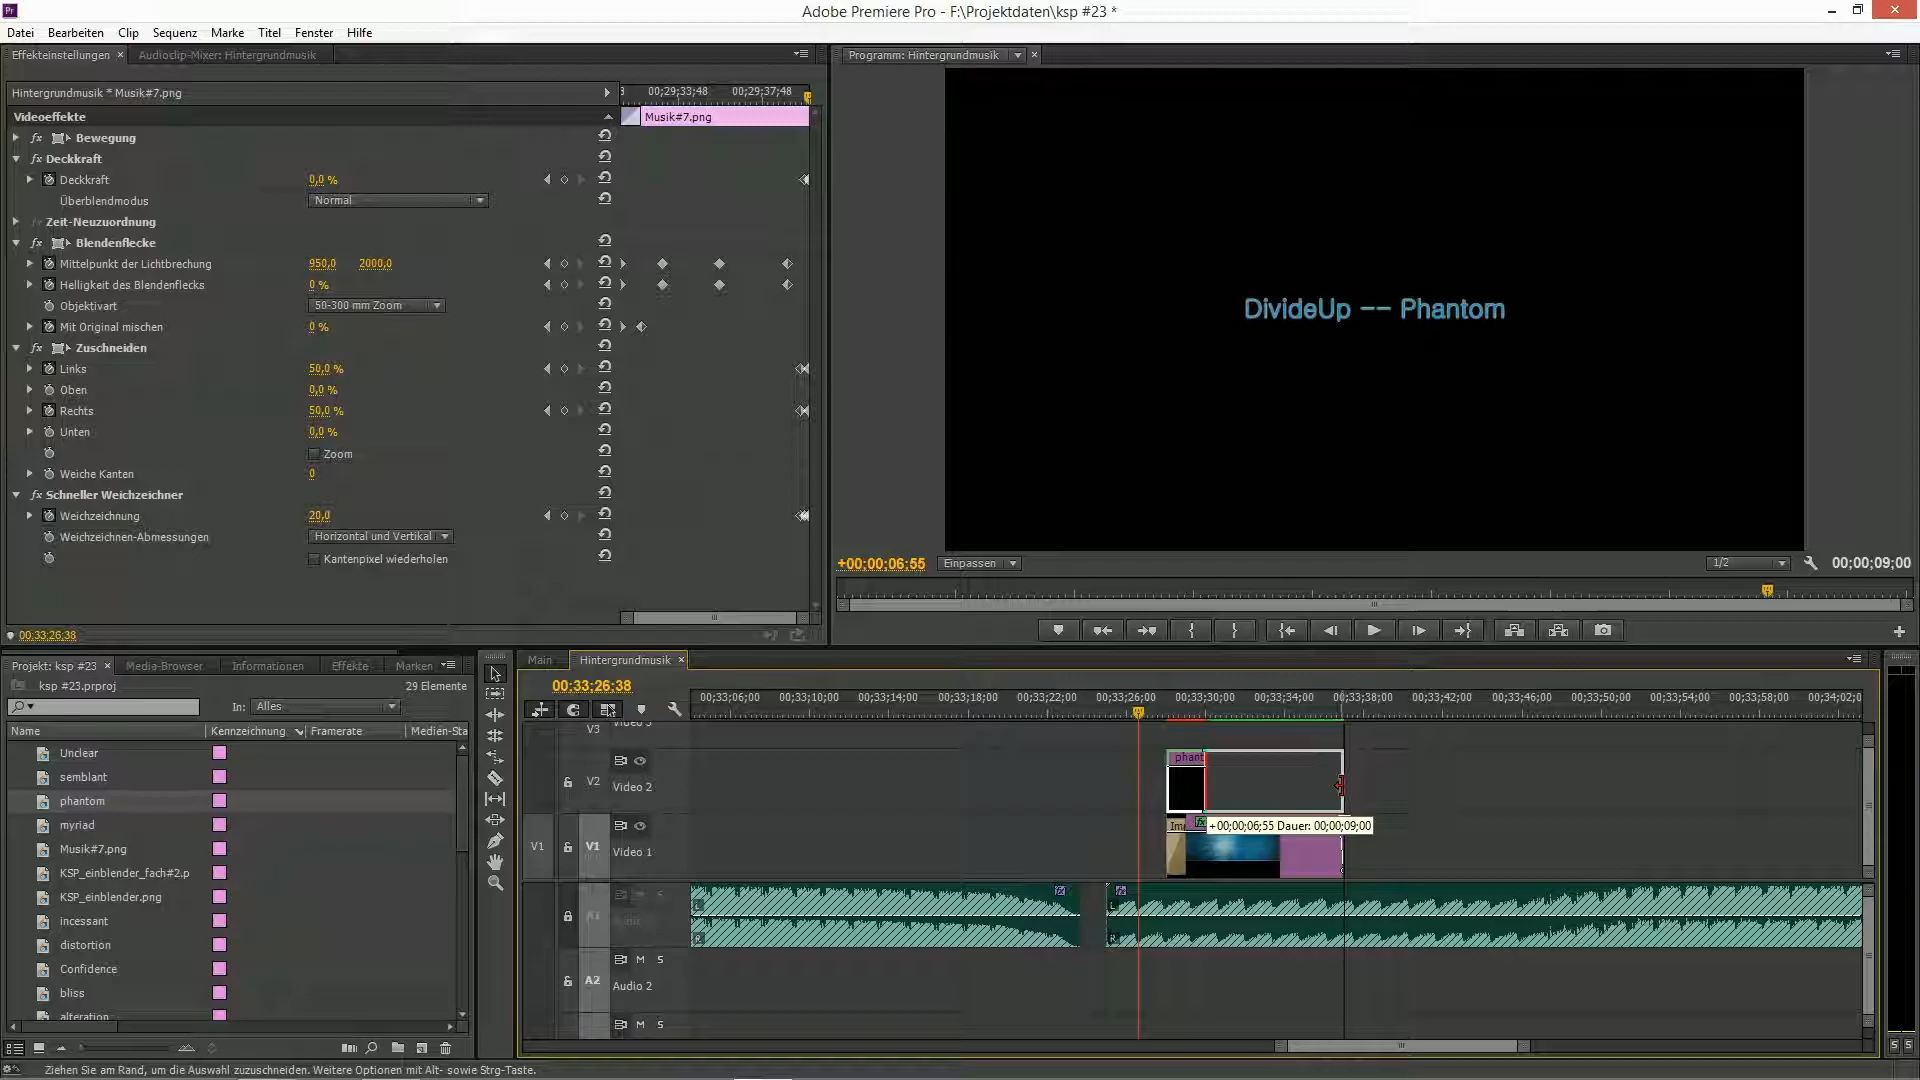 Adobe Premiere Pro - F:\Projektdaten\ksp #23 *
Datei Bearbeiten Clip Sequenz Marke Titel Fenster Hilfe
Effekteinstellungen Audioclip-Mixer: Hintergrundmusik
Hintergrundmusik * Musik#7.png
00;29;33;48 00;29;37;48
Videoeffekte
Musik#7.png
fx Bewegung
fx Deckkraft
Deckkraft 0,0 %
Überblendmodus Normal
Zeit-Neuzuordnung
fx Blendenflecke
Mittelpunkt der Lichtbrechung 950,0 2000,0
Helligkeit des Blendenflecks 0 %
Objektivart 50-300 mm Zoom
Mit Original mischen 0 %
fx Zuschneiden
Links 50,0 %
Oben 0,0 %
Rechts 50,0 %
Unten 0,0 %
Zoom
Weiche Kanten 0
fx Schneller Weichzeichner
Weichzeichnung 20,0
Weichzeichnen-Abmessungen Horizontal und Vertikal
Kantenpixel wiederholen
00;33;26;38
Programm: Hintergrundmusik
DivideUp -- Phantom
+00;00;06;55 Einpassen 1/2 00;00;09;00
Projekt: ksp #23 Media-Browser Informationen Effekte Marken
ksp #23.prproj 29 Elemente
In: Alles
Name Kennzeichnung Framerate Medien-Sta
Unclear
semblant
phantom
myriad
Musik#7.png
KSP_einblender_fach#2.p
KSP_einblender.png
incessant
distortion
Confidence
bliss
alteration
Main Hintergrundmusik
00;33;26;38
00;33;06;00 00;33;10;00 00;33;14;00 00;33;18;00 00;33;22;00 00;33;26;00 00;33;30;00 00;33;34;00 00;33;38;00 00;33;42;00 00;33;46;00 00;33;50;00 00;33;54;00 00;33;58;00 00;34;02;0
V3
V2 Video 2
phant
V1 V1 Video 1
+00;00;06;55 Dauer: 00;00;09;00
L
R
L
R
M S
A2 Audio 2
M S
S S
Ziehen Sie am Rand, um die Auswahl zuzuschneiden. Weitere Optionen mit Alt- sowie Strg-Taste.